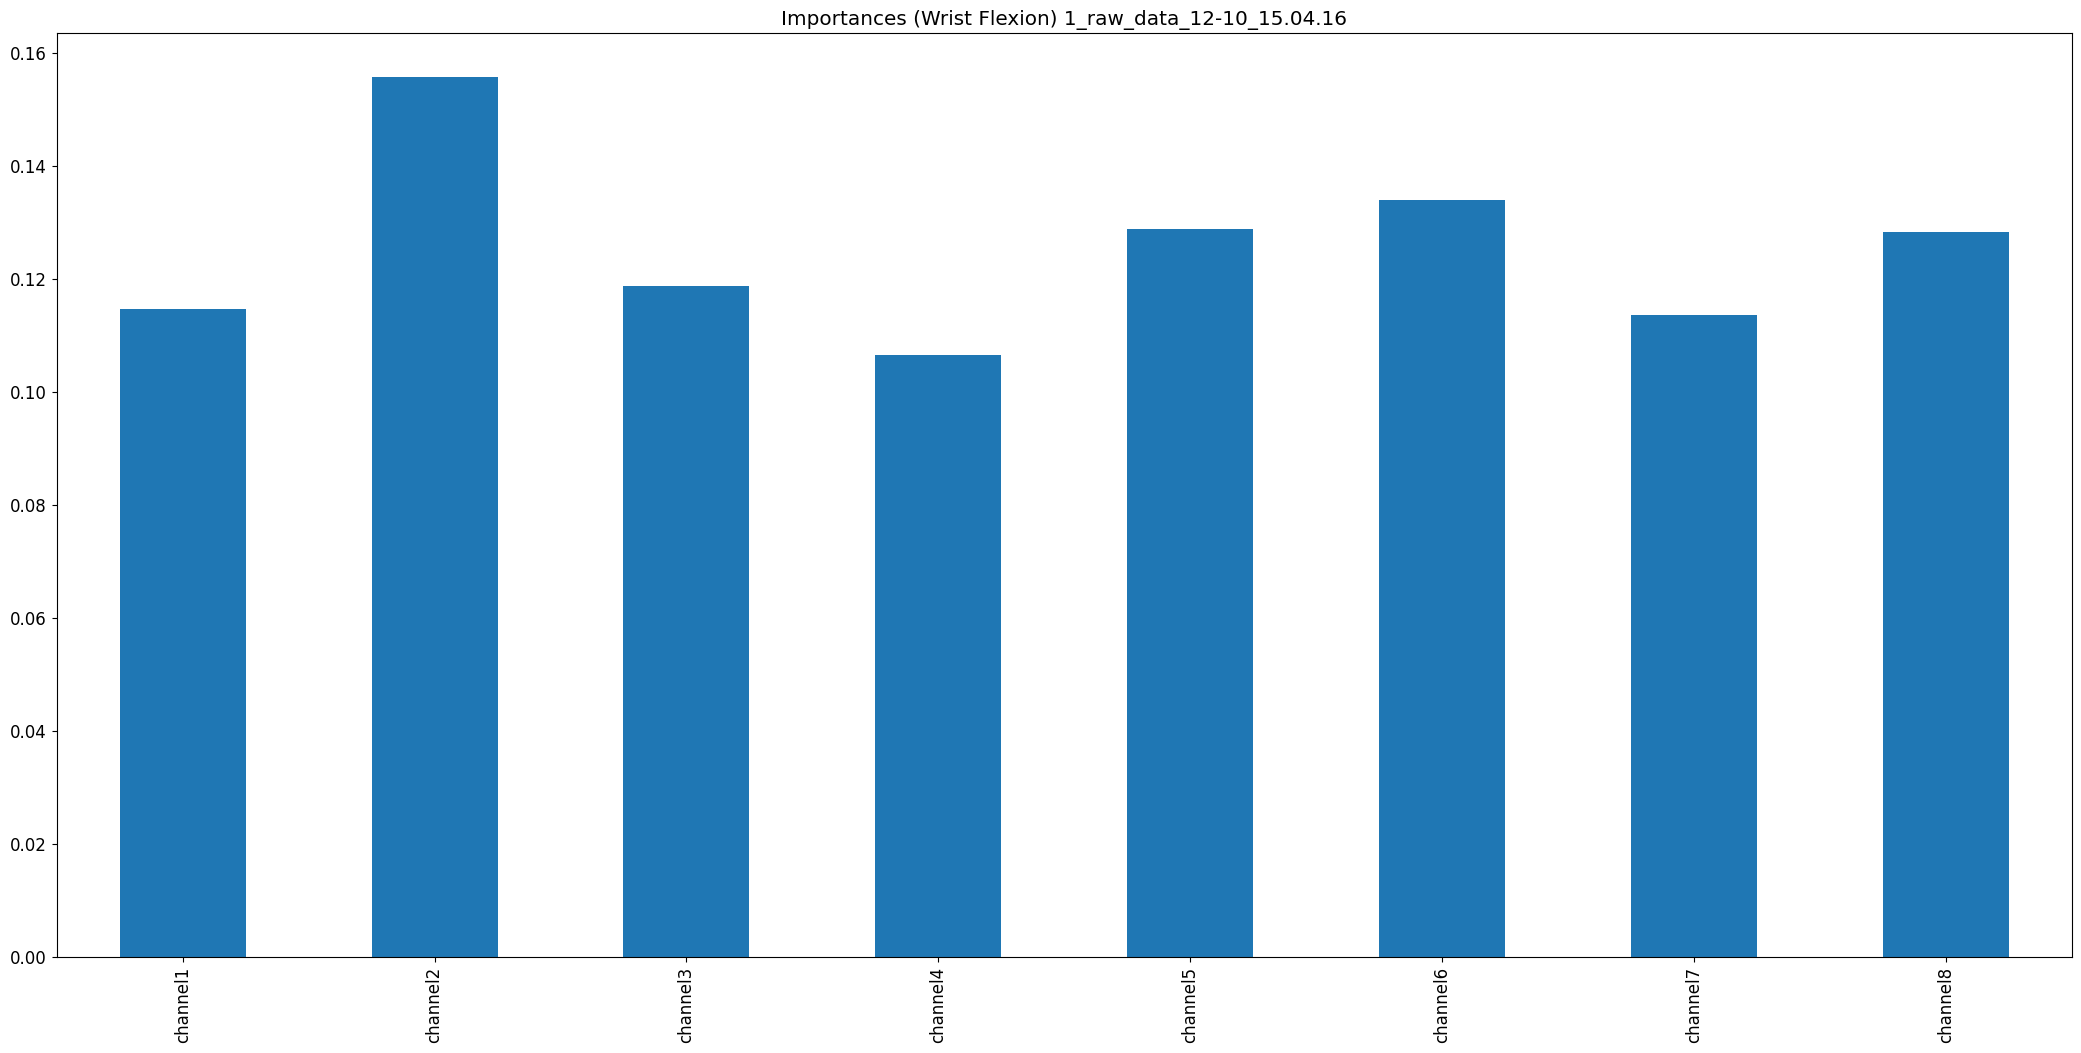 Importances (Wrist Flexion) 1_raw_data_12-10_15.04.16
0.16
0.14
0.12
0.10
0.08
0.06
0.04
0.02
0.00
channel1
channel2
channel3
channel4
channel5
channel6
channel7
channel8